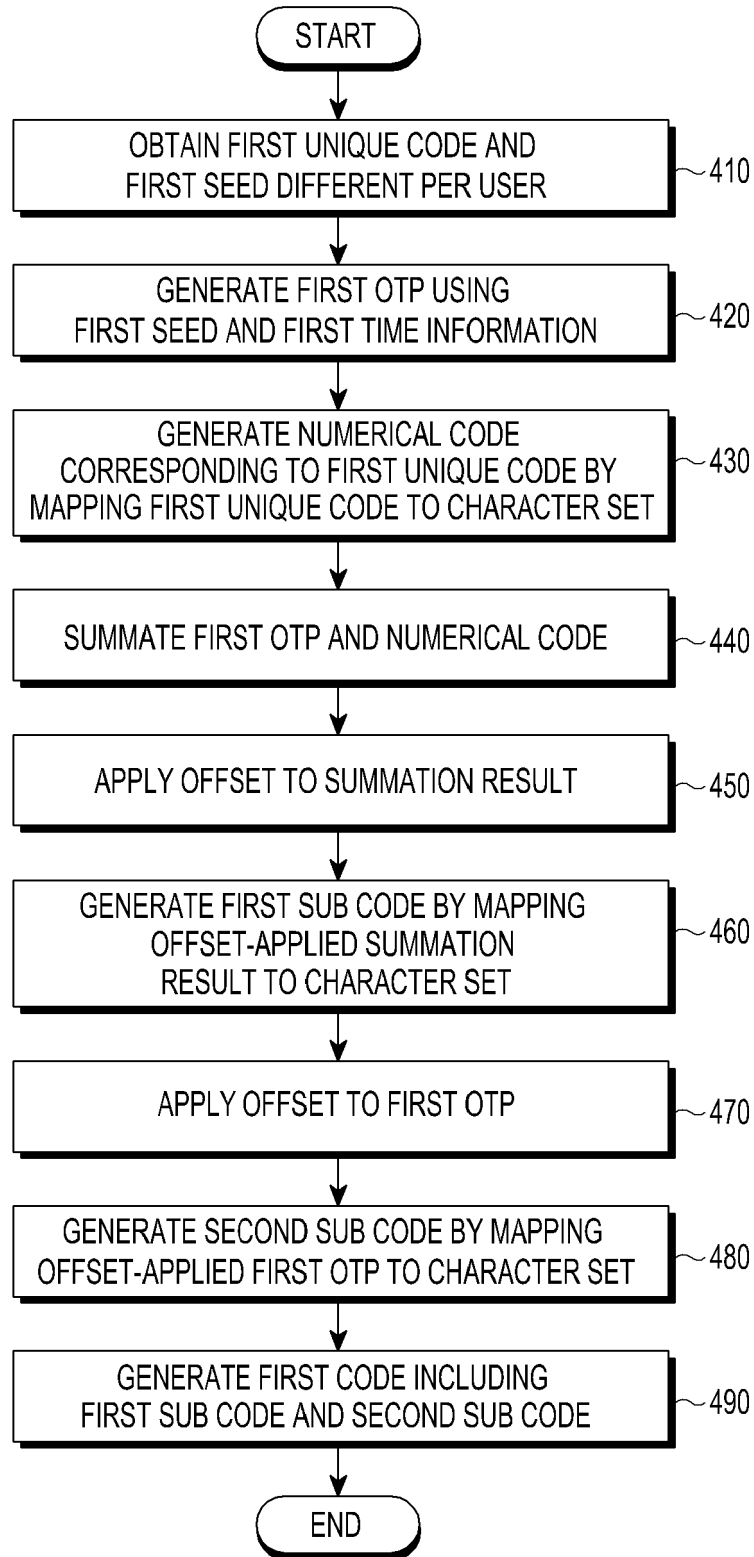 START
OBTAIN FIRST UNIQUE CODE AND
FIRST SEED DIFFERENT PER USER
410
GENERATE FIRST OTP USING
FIRST SEED AND FIRST TIME INFORMATION
420
GENERATE NUMERICAL CODE
CORRESPONDING TO FIRST UNIQUE CODE BY
MAPPING FIRST UNIQUE CODE TO CHARACTER SET
430
SUMMATE FIRST OTP AND NUMERICAL CODE
440
APPLY OFFSET TO SUMMATION RESULT
450
GENERATE FIRST SUB CODE BY MAPPING
OFFSET-APPLIED SUMMATION
RESULT TO CHARACTER SET
460
APPLY OFFSET TO FIRST OTP
470
GENERATE SECOND SUB CODE BY MAPPING
OFFSET-APPLIED FIRST OTP TO CHARACTER SET
480
GENERATE FIRST CODE INCLUDING
FIRST SUB CODE AND SECOND SUB CODE
490
END